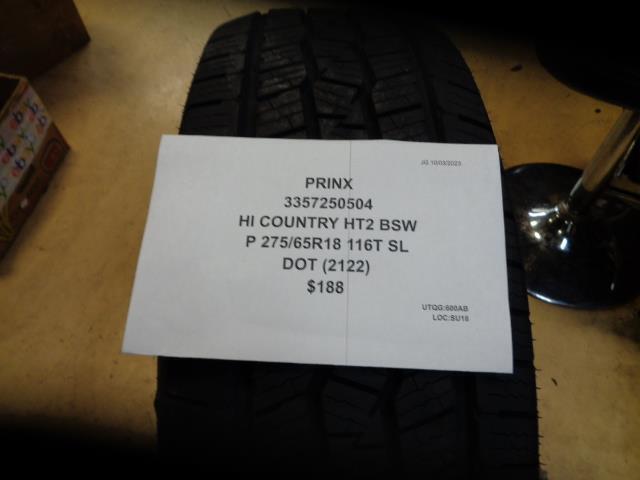 JG 10/03/2023
PRINX
3357250504
HI COUNTRY HT2 BSW
P 275/65R18 116T SL
DOT (2122)
$188
UTQG:600AB
LOC:SU18